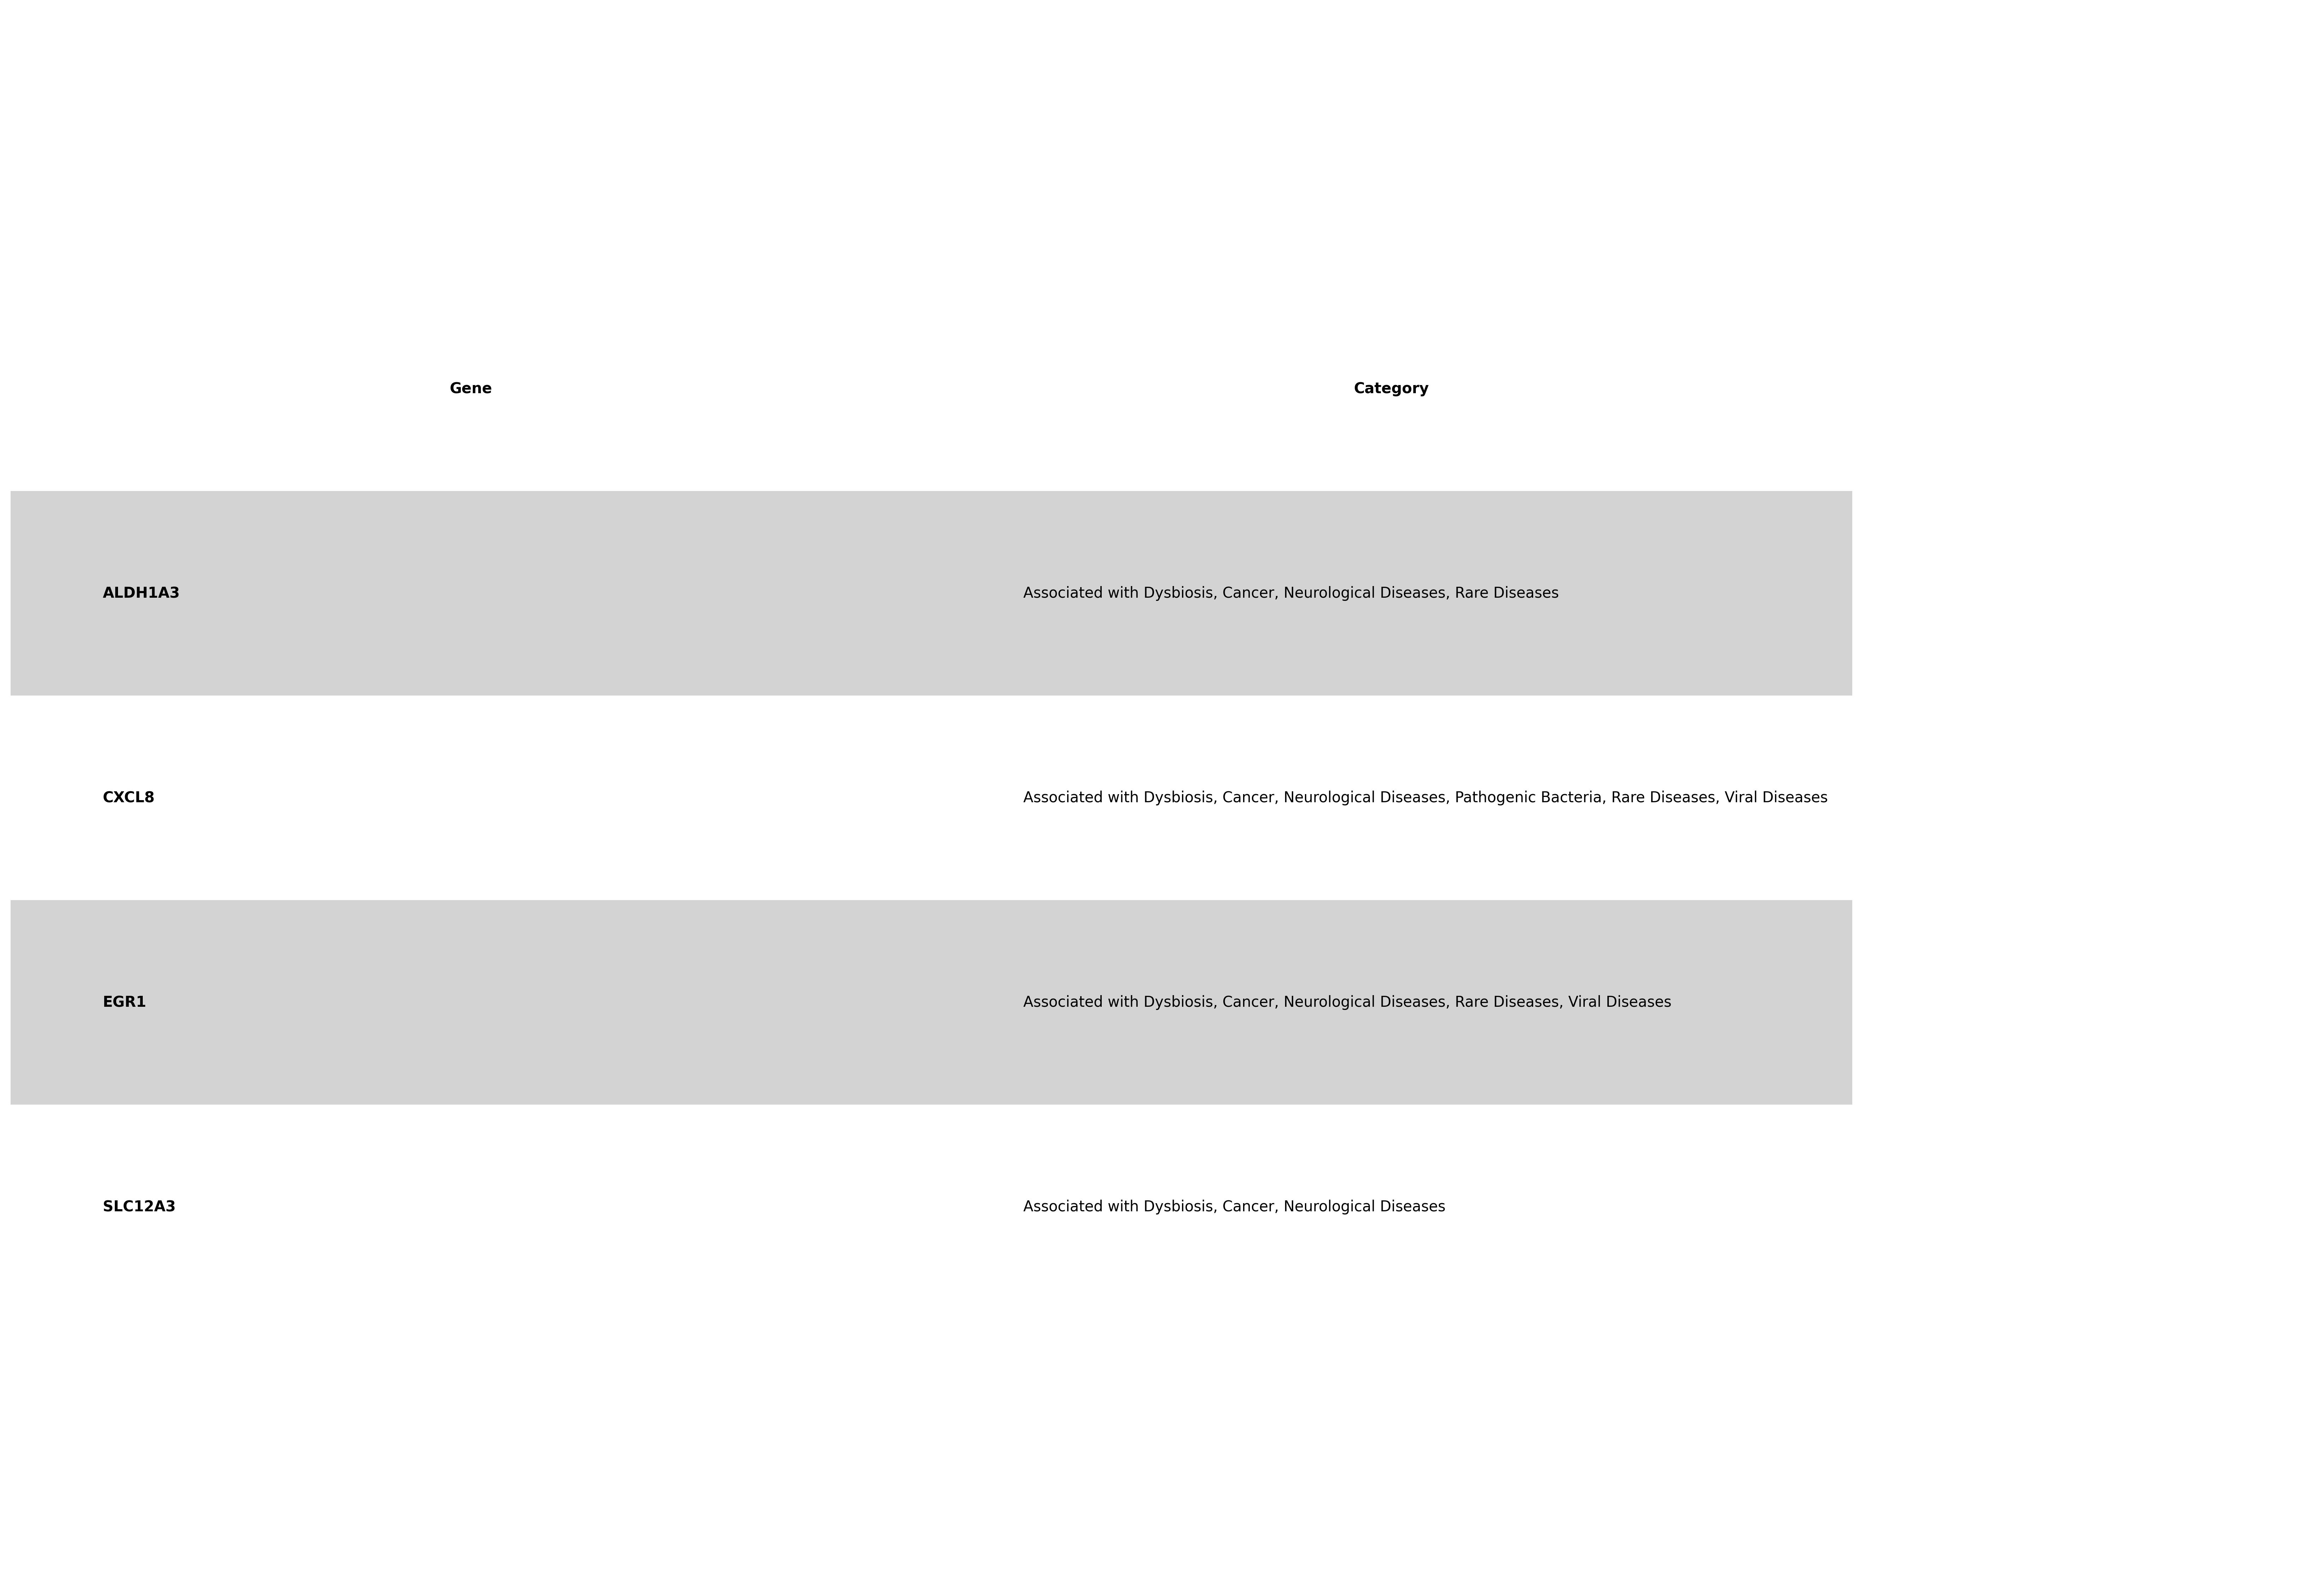 Gene Category
ALDH1A3 Associated with Dysbiosis, Cancer, Neurological Diseases, Rare Diseases
CXCL8 Associated with Dysbiosis, Cancer, Neurological Diseases, Pathogenic Bacteria, Rare Diseases, Viral Diseases
EGR1 Associated with Dysbiosis, Cancer, Neurological Diseases, Rare Diseases, Viral Diseases
SLC12A3 Associated with Dysbiosis, Cancer, Neurological Diseases